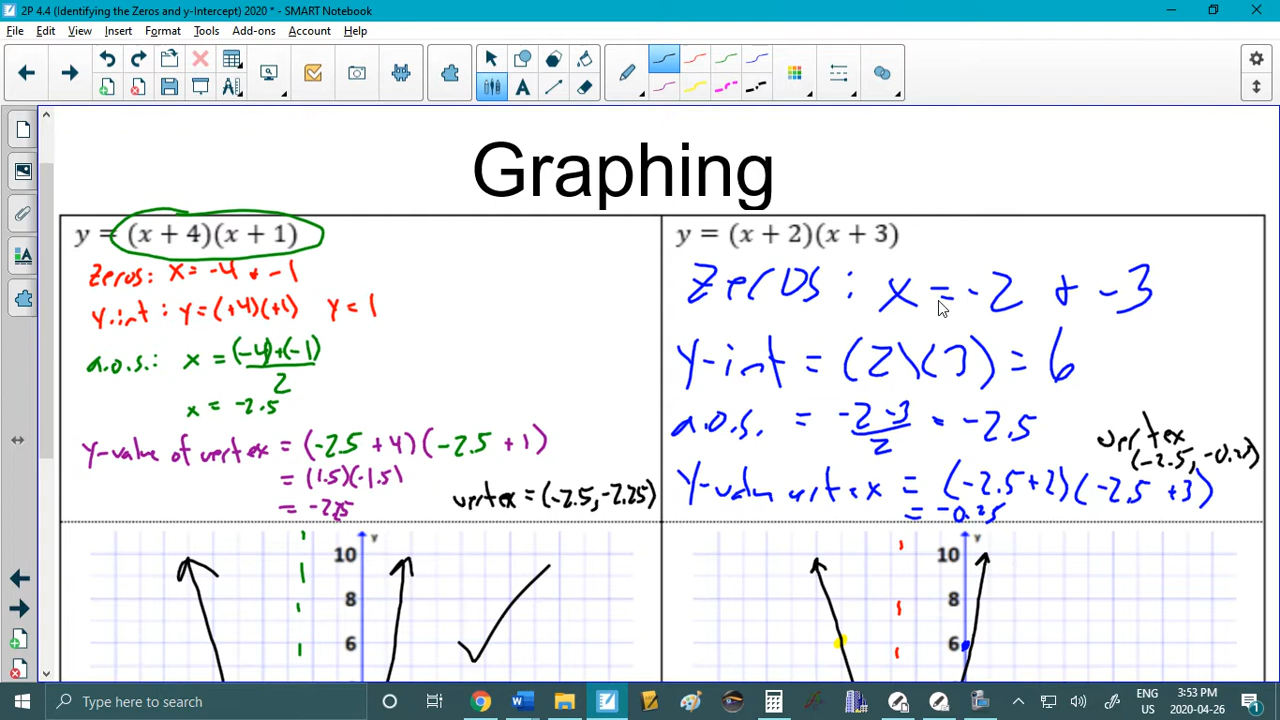 2P 4.4 (Identifying the Zeros and y-Intercept) 2020 * - SMART Notebook
File Edit View Insert Format Tools Add-ons Account Help
Graphing
y = (x + 4)(x + 1)
Zeros: x = -4 + -1
y.int : y = (+4)(+1) y = 1
a.o.s.: x = (-4)+(-1)
2
x = -2.5
y-value of vertex = (-2.5 + 4)(-2.5 + 1)
= (1.5)(-1.5)
= -2.25
vertex = (-2.5, -2.25)
y
10
8
6
y = (x + 2)(x + 3)
Zeros : x = -2 + -3
y-int = (2)(3) = 6
a.o.s. = -2 -3 = -2.5
2
vertex
(-2.5, -0.25)
y-value vertex = (-2.5+2)(-2.5 +3)
= -0.25
y
10
8
6
Type here to search
ENG
US
3:53 PM
2020-04-26